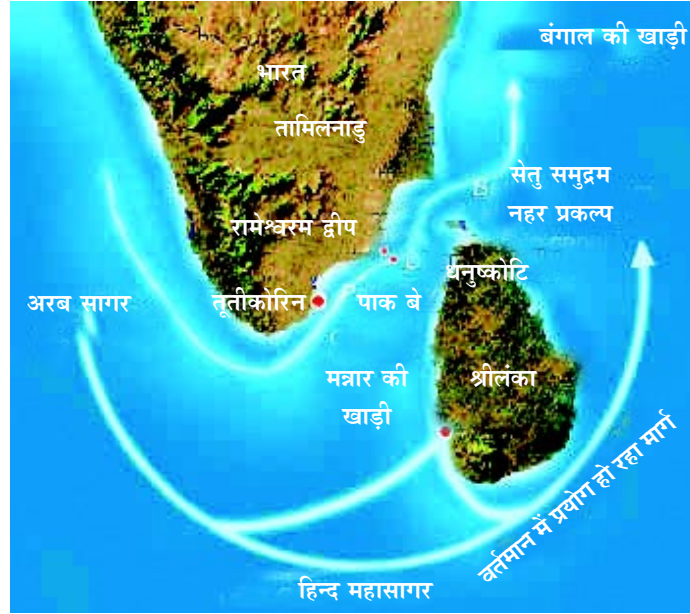 बंगाल की खाड़ी
भारत
तामिलनाडु
सेतु समुद्रम
नहर प्रकल्प
रामेश्वरम द्वीप
धनुष्कोटि
अरब सागर
तूतीकोरिन
पाक बे
मन्नार की
खाड़ी
श्रीलंका
वर्तमान में प्रयोग हो रहा मार्ग
हिन्द महासागर